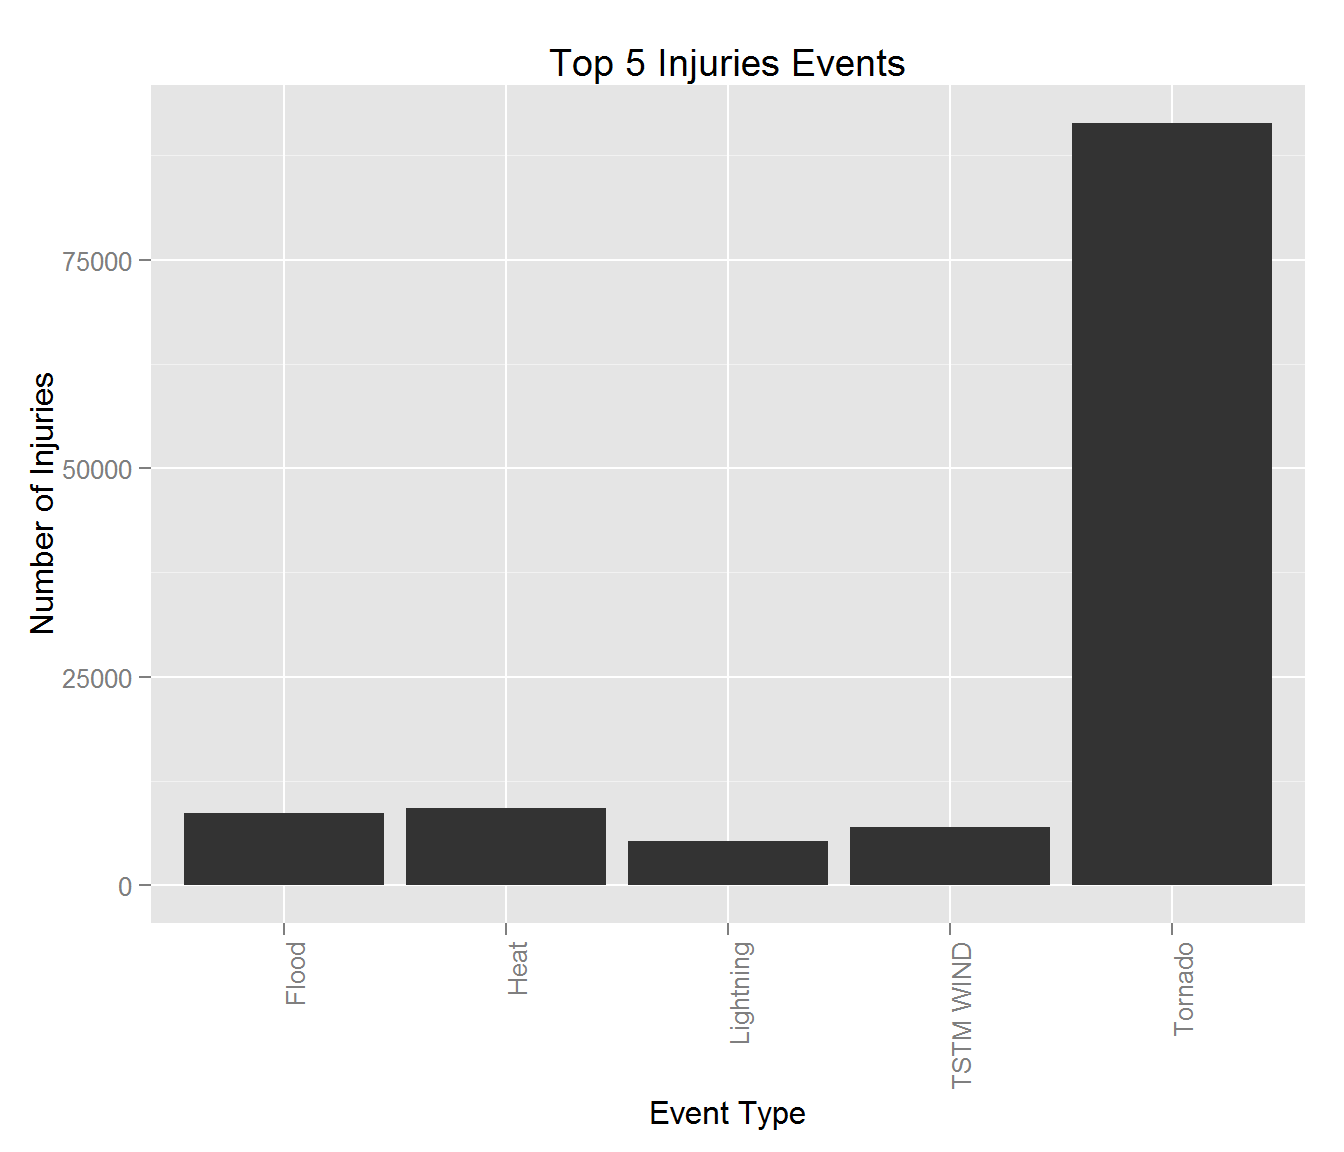 Top 5 Injuries Events
Number of Injuries
75000
50000
25000
0
Flood
Heat
Lightning
TSTM WIND
Tornado
Event Type